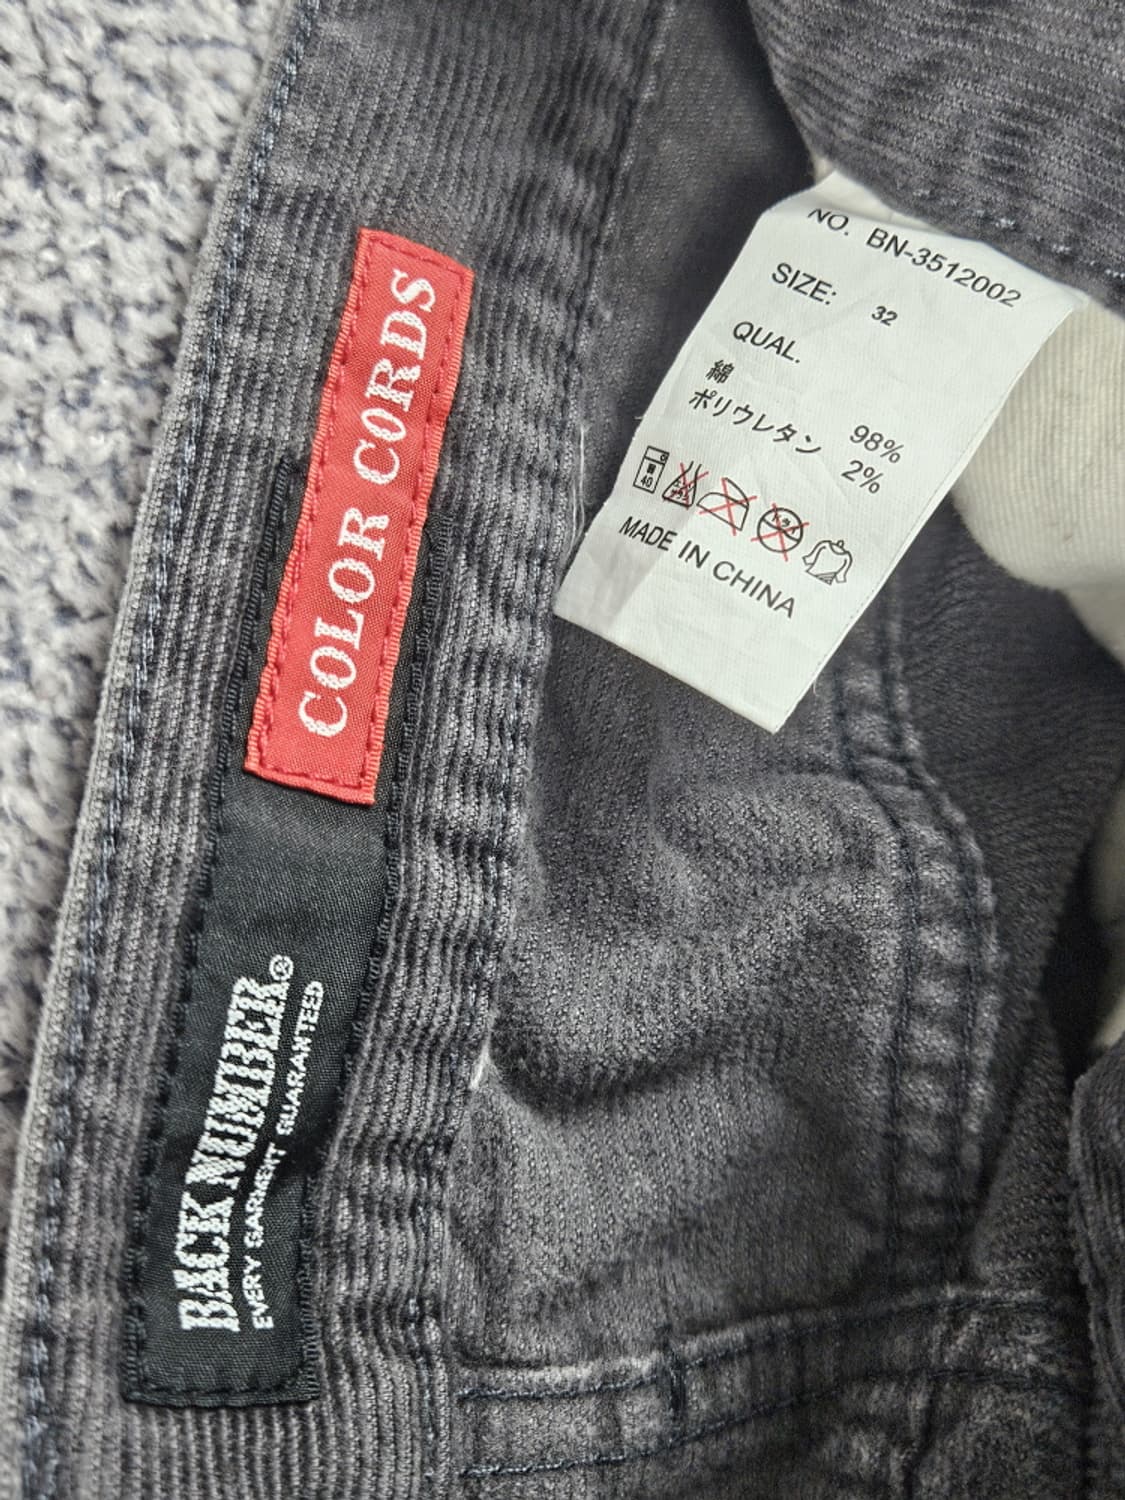 COLOR CORDS
BACK NUMBER®
EVERY GARMENT GUARANTEED
NO. BN-3512002
SIZE: 32
QUAL.
綿 98%
ポリウレタン 2%
40
MADE IN CHINA